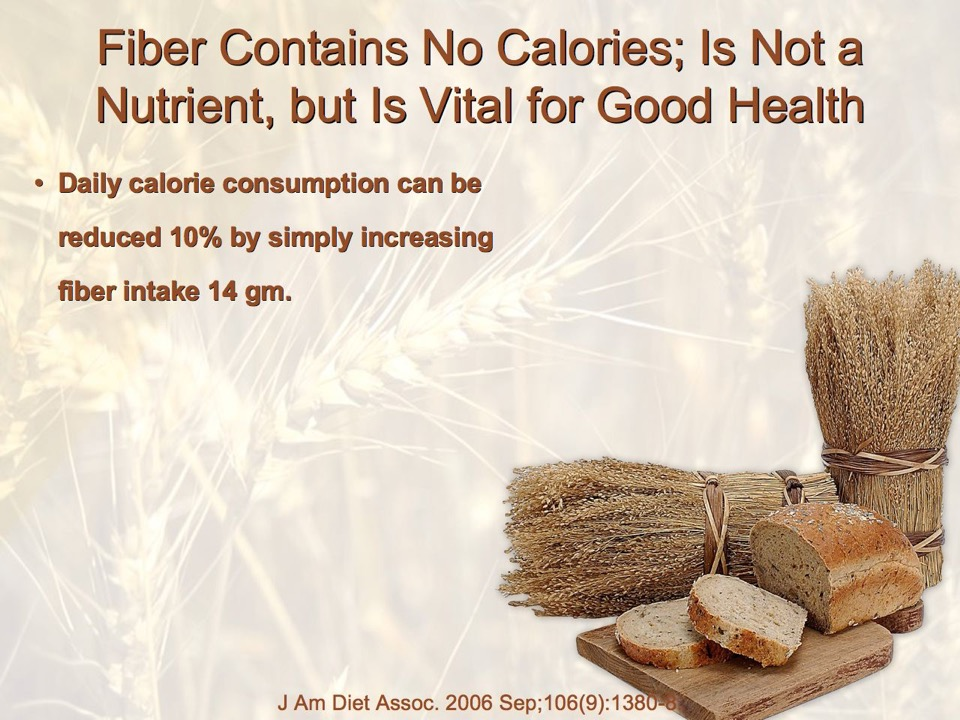 Fiber Contains No Calories; Is Not a
Nutrient, but Is Vital for Good Health
• Daily calorie consumption can be
reduced 10% by simply increasing
fiber intake 14 gm.
J Am Diet Assoc. 2006 Sep;106(9):1380-8